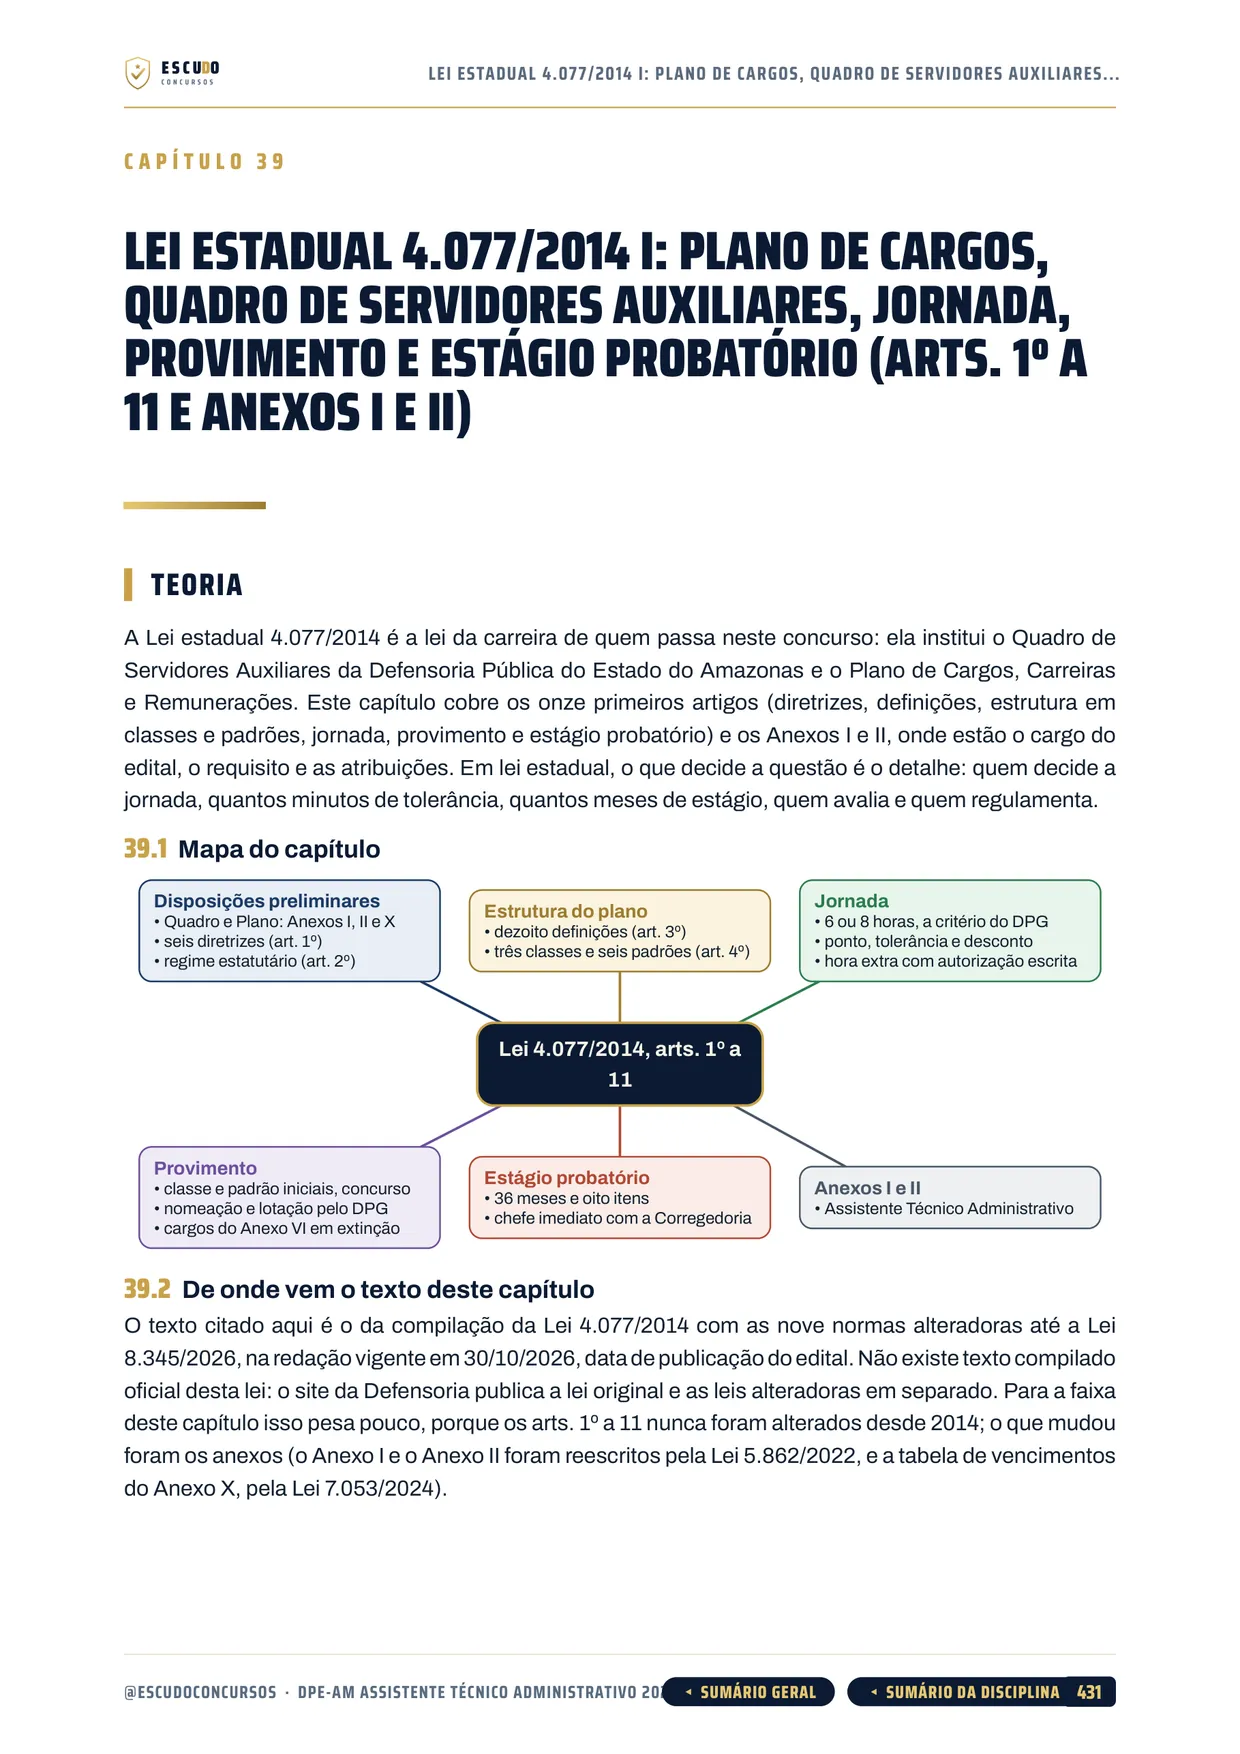 ESCUDO
CONCURSOS
LEI ESTADUAL 4.077/2014 I: PLANO DE CARGOS, QUADRO DE SERVIDORES AUXILIARES...
CAPÍTULO 39
LEI ESTADUAL 4.077/2014 I: PLANO DE CARGOS,
QUADRO DE SERVIDORES AUXILIARES, JORNADA,
PROVIMENTO E ESTÁGIO PROBATÓRIO (ARTS. 1º A
11 E ANEXOS I E II)
TEORIA
A Lei estadual 4.077/2014 é a lei da carreira de quem passa neste concurso: ela institui o Quadro de
Servidores Auxiliares da Defensoria Pública do Estado do Amazonas e o Plano de Cargos, Carreiras
e Remunerações. Este capítulo cobre os onze primeiros artigos (diretrizes, definições, estrutura em
classes e padrões, jornada, provimento e estágio probatório) e os Anexos I e II, onde estão o cargo do
edital, o requisito e as atribuições. Em lei estadual, o que decide a questão é o detalhe: quem decide a
jornada, quantos minutos de tolerância, quantos meses de estágio, quem avalia e quem regulamenta.
39.1 Mapa do capítulo
Disposições preliminares
• Quadro e Plano: Anexos I, II e X
• seis diretrizes (art. 1º)
• regime estatutário (art. 2º)
Estrutura do plano
• dezoito definições (art. 3º)
• três classes e seis padrões (art. 4º)
Jornada
• 6 ou 8 horas, a critério do DPG
• ponto, tolerância e desconto
• hora extra com autorização escrita
Lei 4.077/2014, arts. 1º a
11
Provimento
• classe e padrão iniciais, concurso
• nomeação e lotação pelo DPG
• cargos do Anexo VI em extinção
Estágio probatório
• 36 meses e oito itens
• chefe imediato com a Corregedoria
Anexos I e II
• Assistente Técnico Administrativo
39.2 De onde vem o texto deste capítulo
O texto citado aqui é o da compilação da Lei 4.077/2014 com as nove normas alteradoras até a Lei
8.345/2026, na redação vigente em 30/10/2026, data de publicação do edital. Não existe texto compilado
oficial desta lei: o site da Defensoria publica a lei original e as leis alteradoras em separado. Para a faixa
deste capítulo isso pesa pouco, porque os arts. 1º a 11 nunca foram alterados desde 2014; o que mudou
foram os anexos (o Anexo I e o Anexo II foram reescritos pela Lei 5.862/2022, e a tabela de vencimentos
do Anexo X, pela Lei 7.053/2024).
@ESCUDOCONCURSOS · DPE-AM ASSISTENTE TÉCNICO ADMINISTRATIVO
◂ SUMÁRIO GERAL
◂ SUMÁRIO DA DISCIPLINA
431